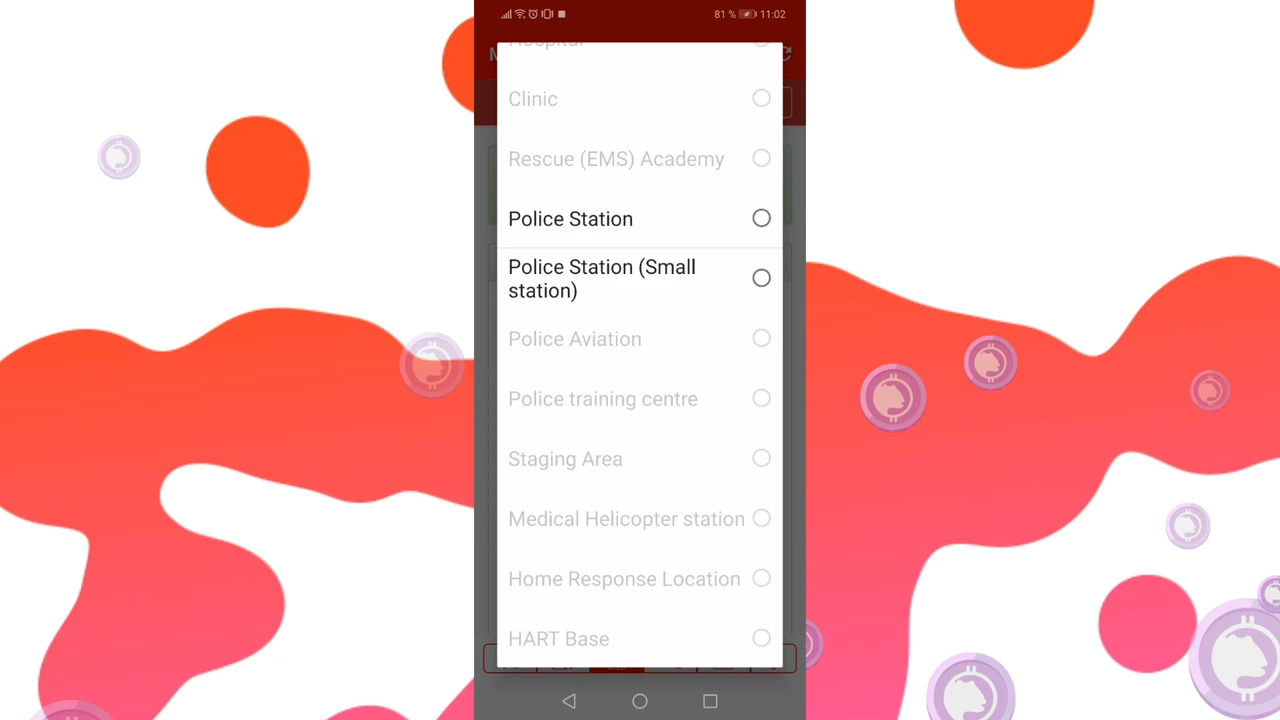 81 % 11:02
Hospital
Clinic
Rescue (EMS) Academy
Police Station
Police Station (Small
station)
Police Aviation
Police training centre
Staging Area
Medical Helicopter station
Home Response Location
HART Base